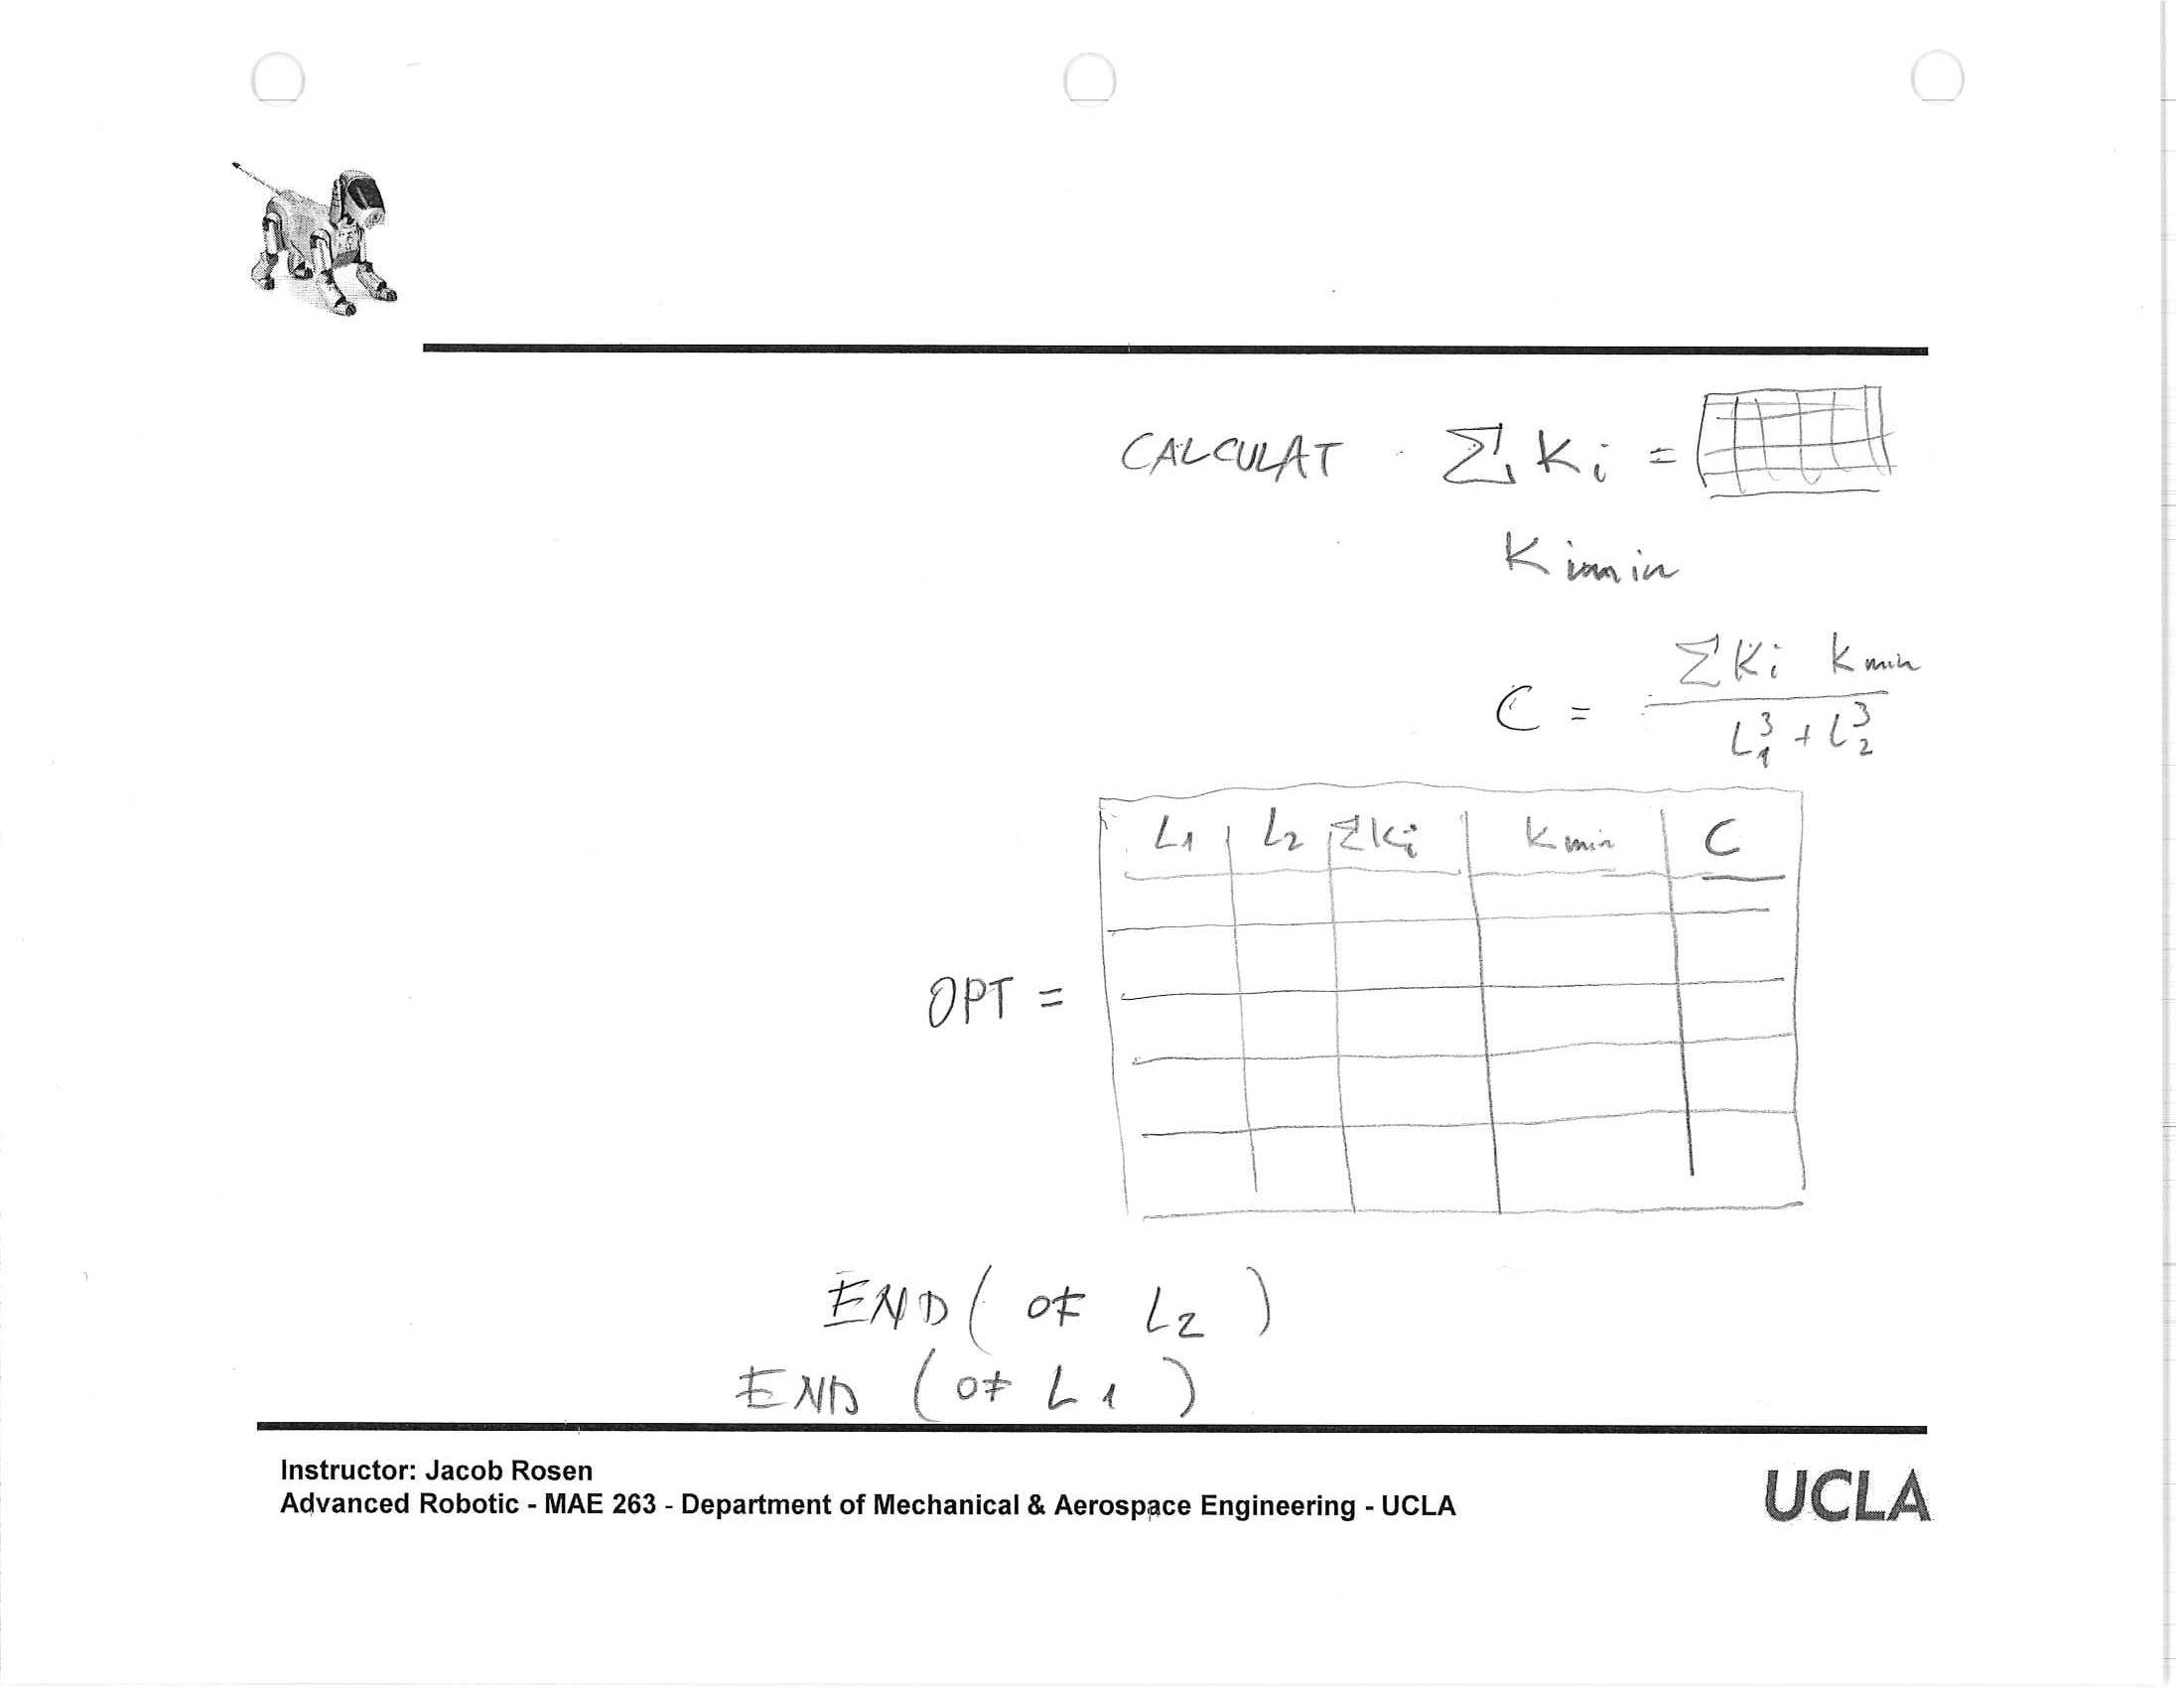 CALCULAT Σ Ki =
K imin
C = ΣKi kmin / L1^3 + L2^3
L1 L2 ΣKi Kmin C
OPT =
END ( OF L2 )
END ( OF L1 )
Instructor: Jacob Rosen
Advanced Robotic - MAE 263 - Department of Mechanical & Aerospace Engineering - UCLA
UCLA